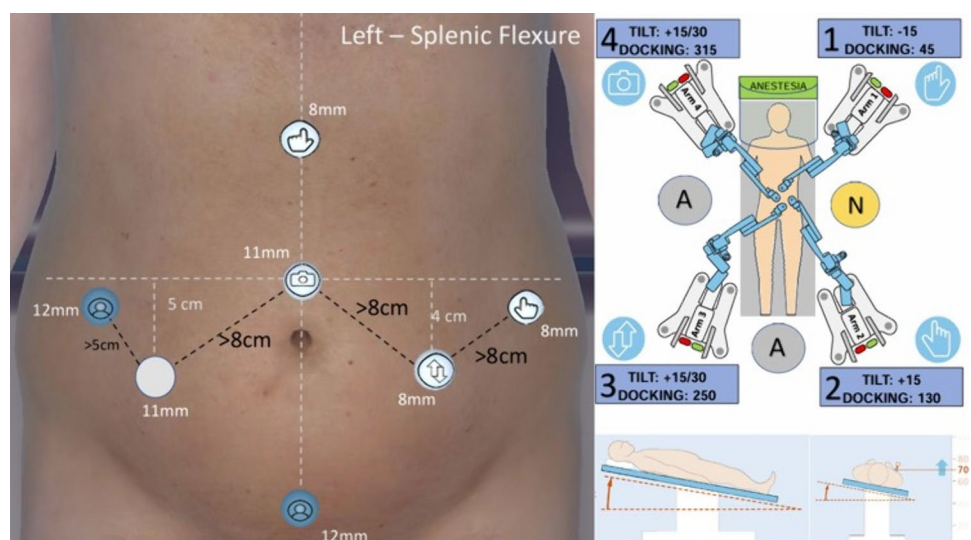 Left – Splenic Flexure
8mm
11mm
12mm
5 cm
>8cm
>8cm
4 cm
>5cm
>8cm
8mm
11mm
8mm
12mm
4 TILT: +15/30
DOCKING: 315
1 TILT: -15
DOCKING: 45
ANESTESIA
Arm 4
Arm 1
A
N
Arm 3
Arm 2
A
3 TILT: +15/30
DOCKING: 250
2 TILT: +15
DOCKING: 130
80
70
60